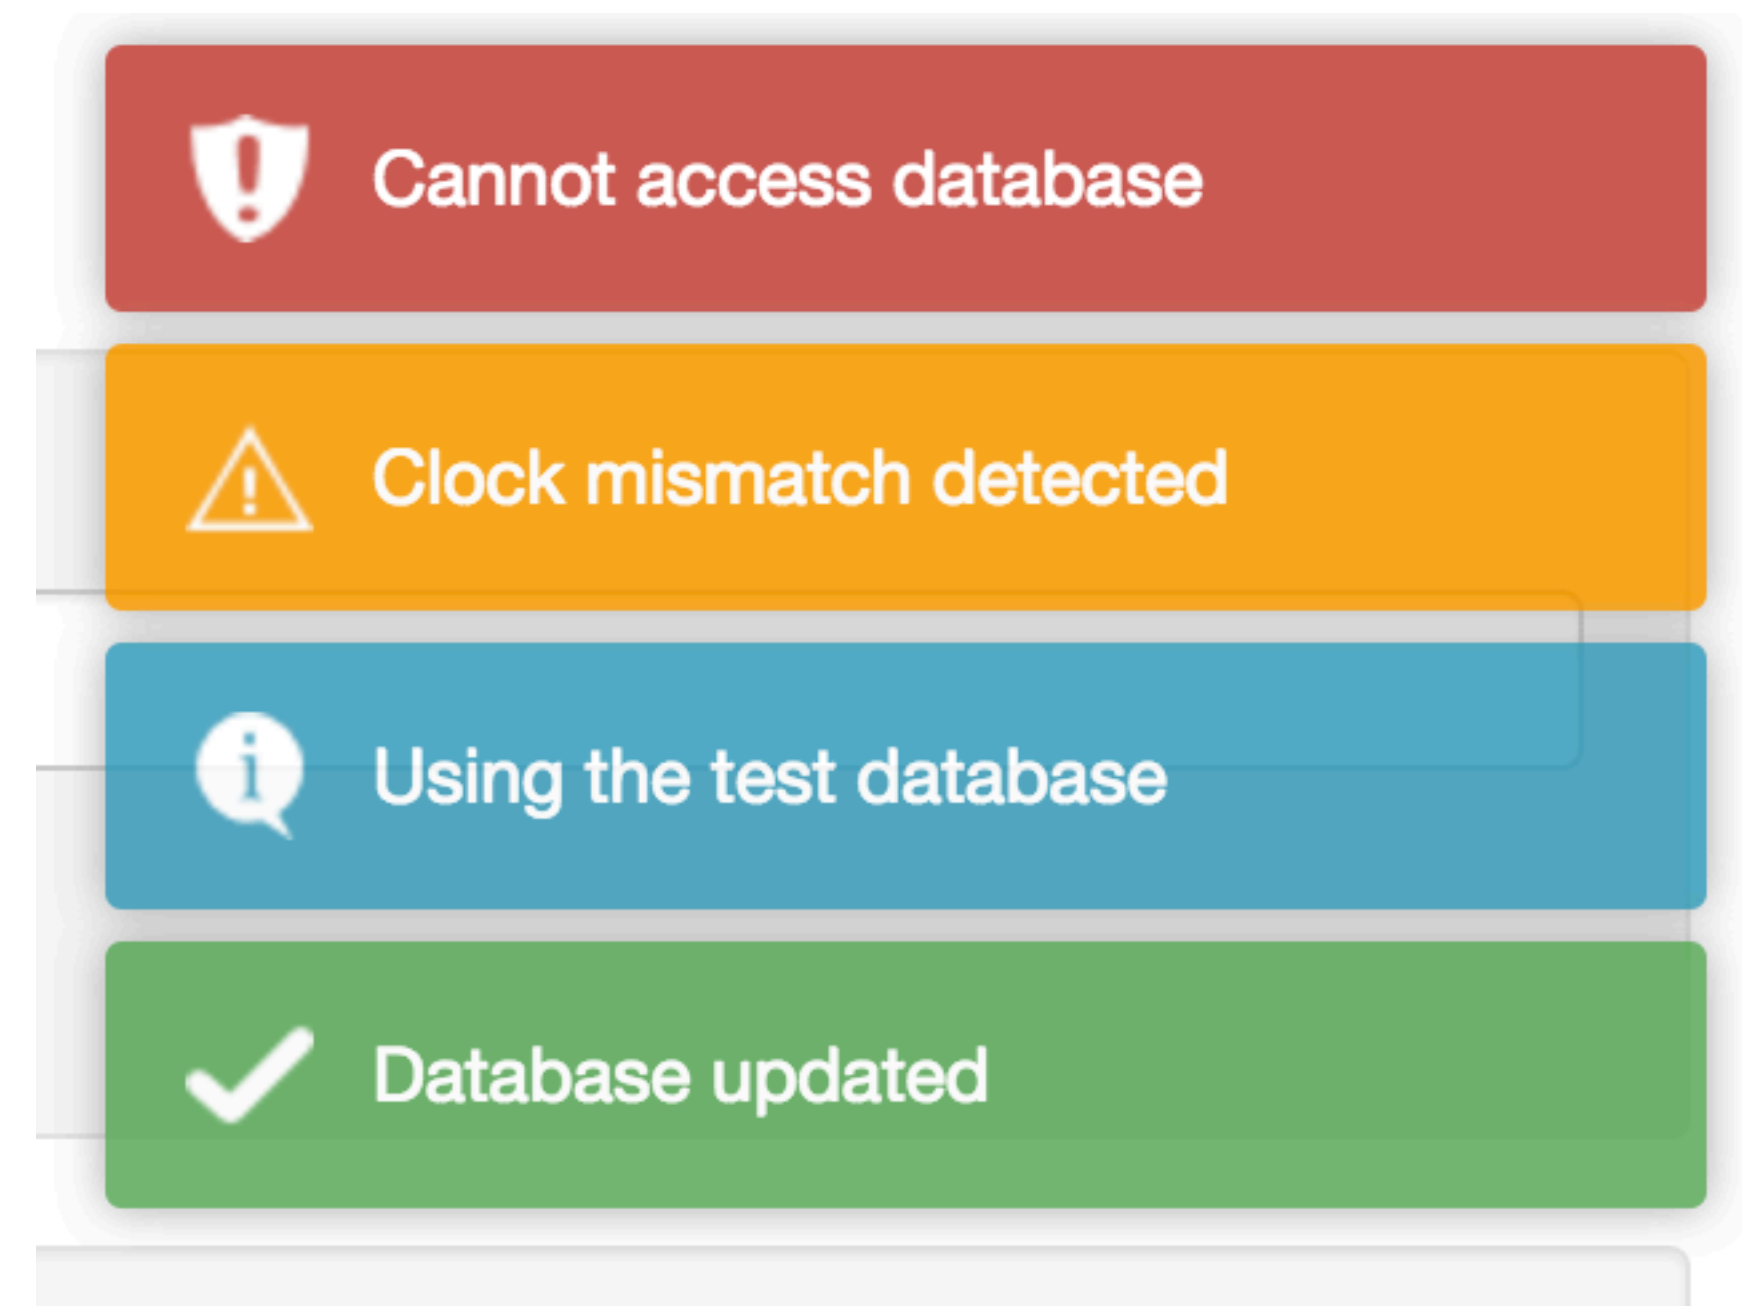 Cannot access database
Clock mismatch detected
Using the test database
Database updated